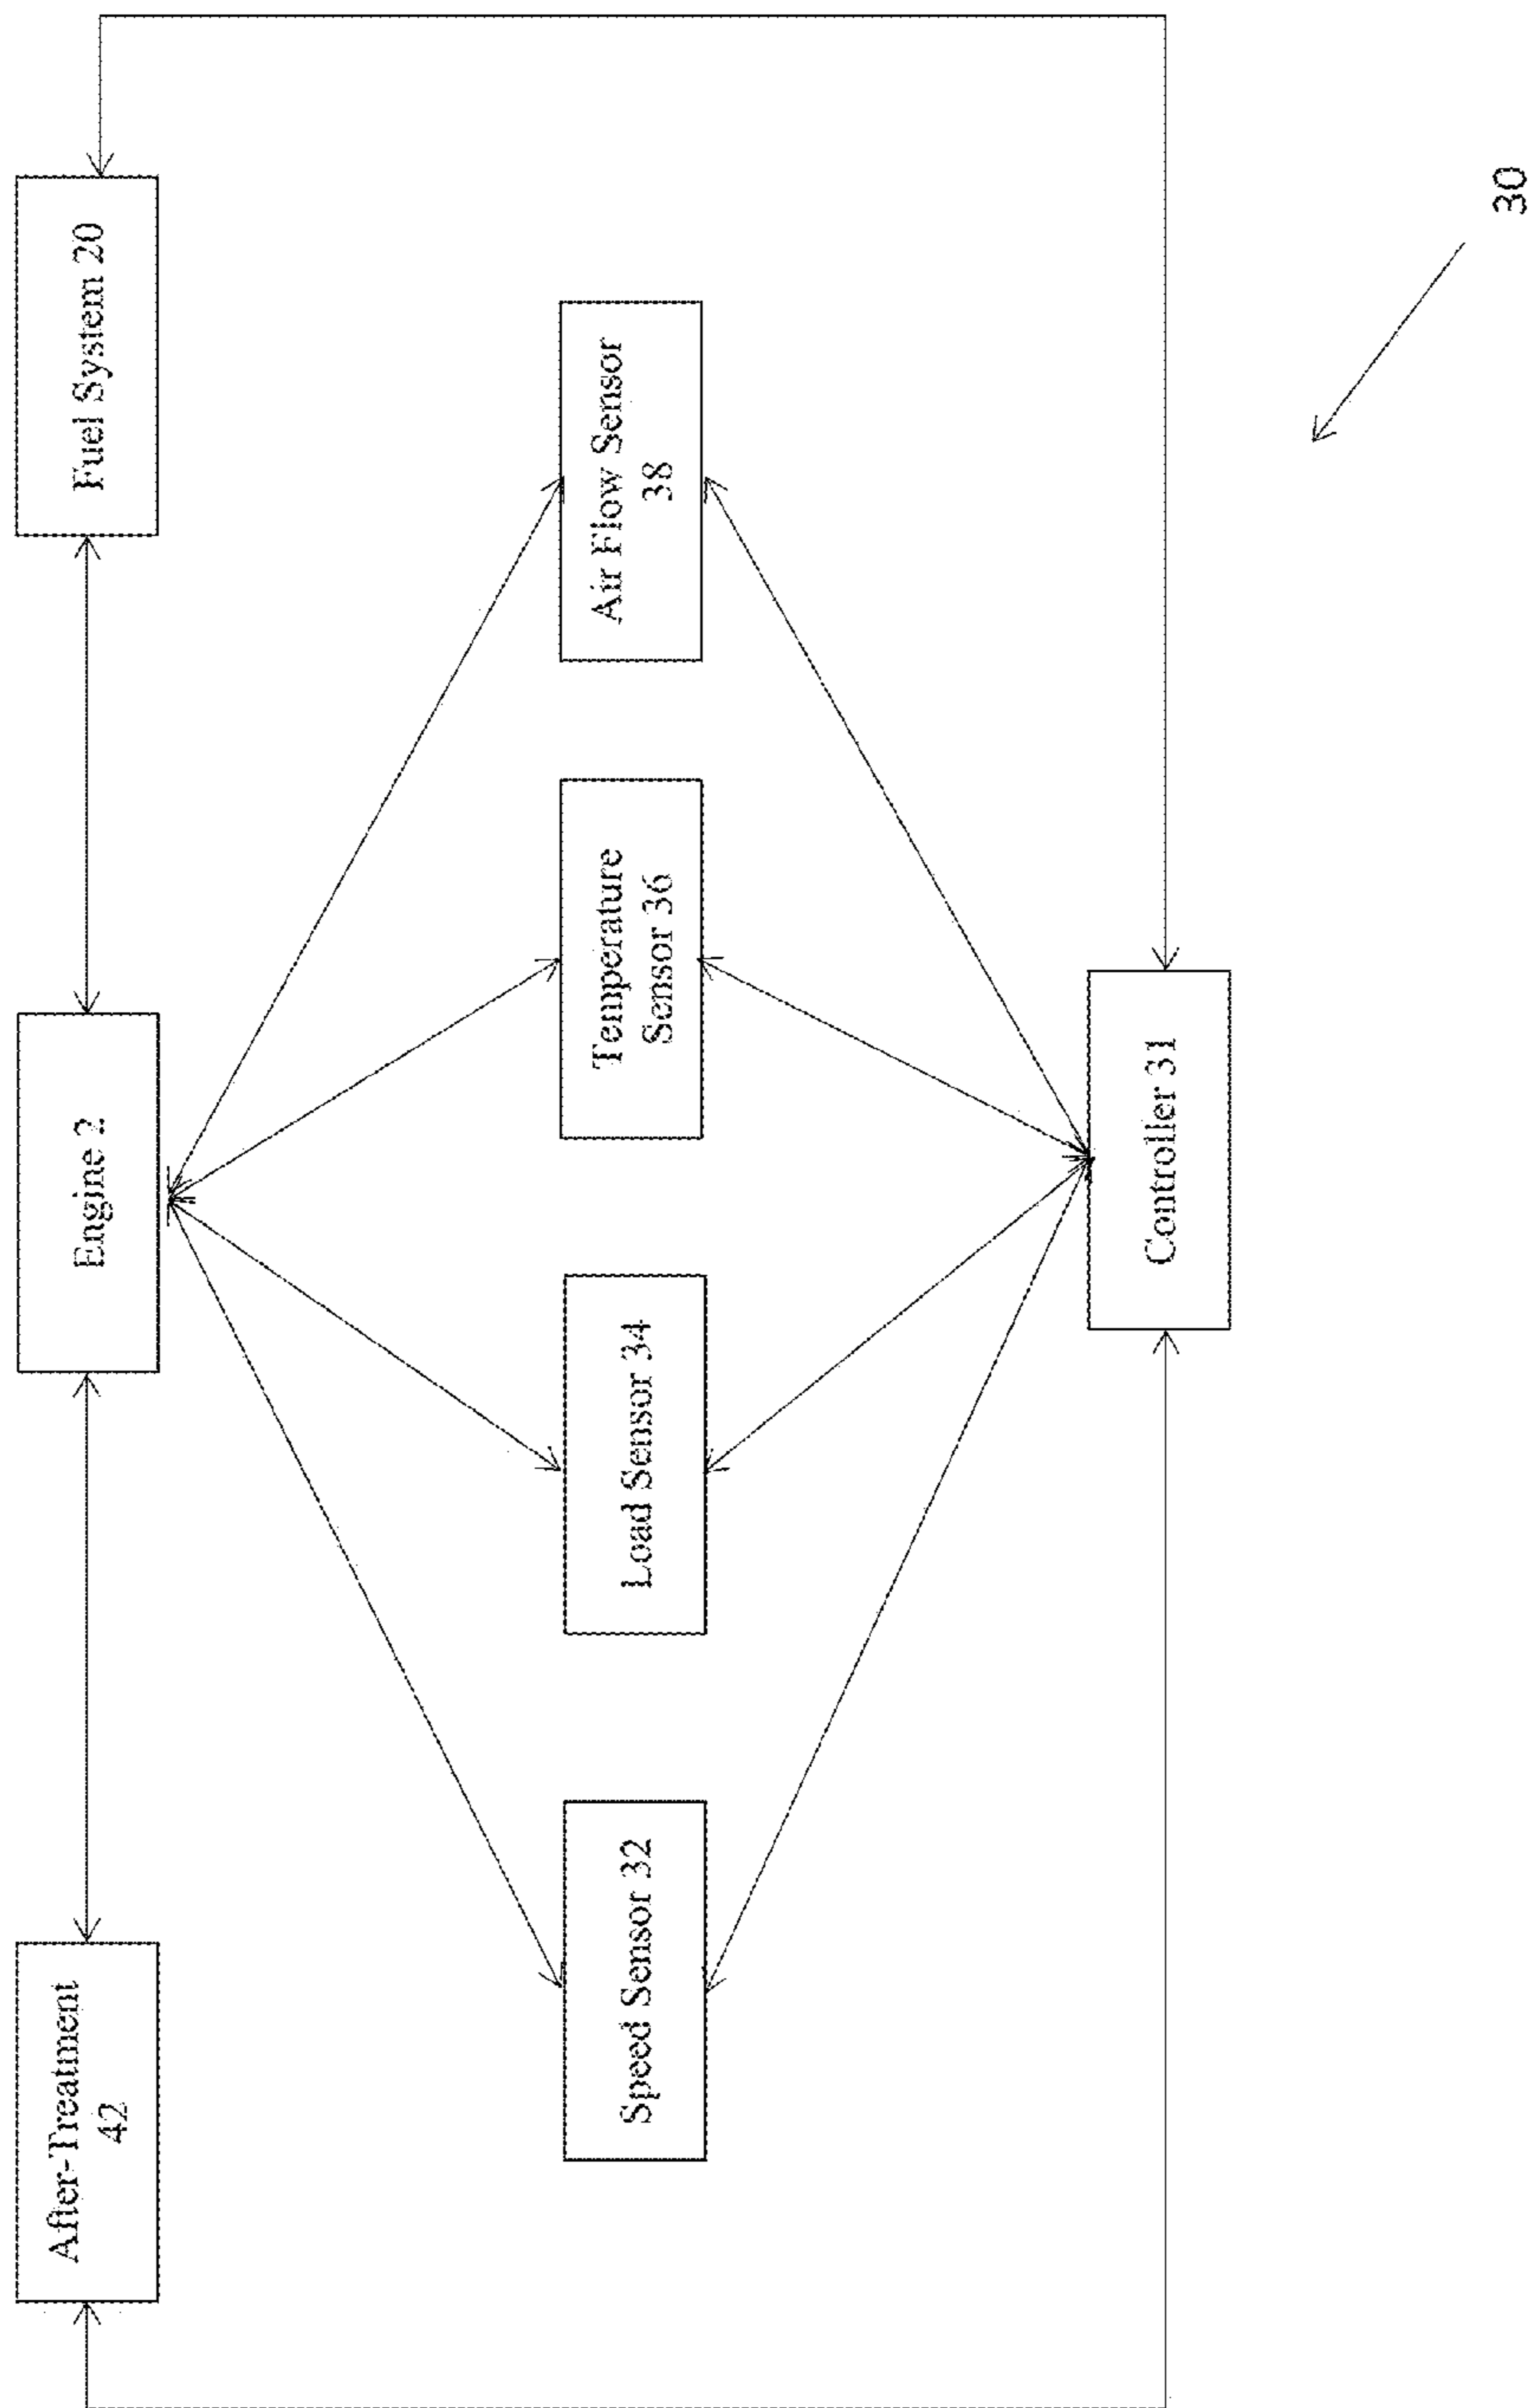 After-Treatment
42
Engine 2
Fuel System 20
Speed Sensor 32
Load Sensor 34
Temperature
Sensor 36
Air Flow Sensor
38
Controller 31
30